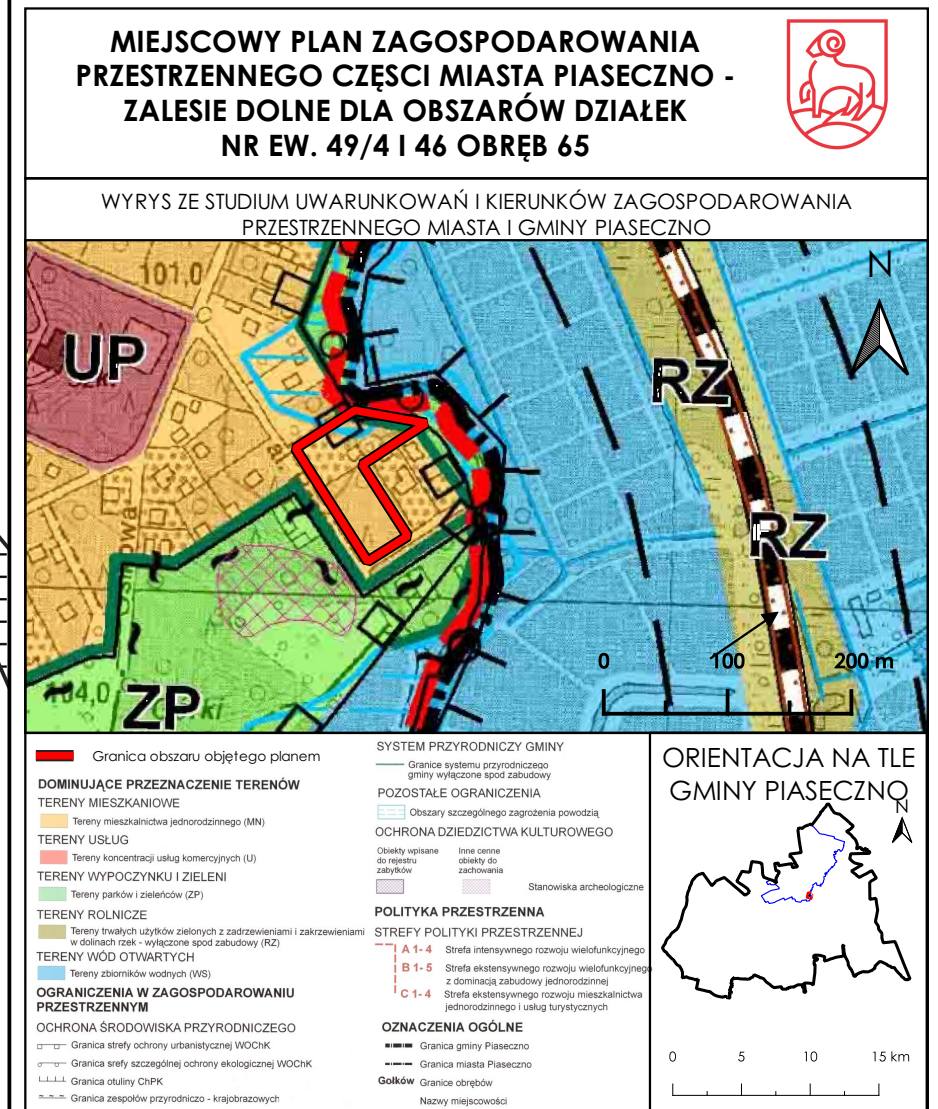 MIEJSCOWY PLAN ZAGOSPODAROWANIA
PRZESTRZENNEGO CZĘSCI MIASTA PIASECZNO -
ZALESIE DOLNE DLA OBSZARÓW DZIAŁEK
NR EW. 49/4 I 46 OBRĘB 65
WYRYS ZE STUDIUM UWARUNKOWAŃ I KIERUNKÓW ZAGOSPODAROWANIA
PRZESTRZENNEGO MIASTA I GMINY PIASECZNO
101,0
N
UP
RZ
RZ
0 100 200 m
ZP
Granica obszaru objętego planem
DOMINUJĄCE PRZEZNACZENIE TERENÓW
TERENY MIESZKANIOWE
Tereny mieszkalnictwa jednorodzinnego (MN)
TERENY USŁUG
Tereny koncentracji usług komercyjnych (U)
TERENY WYPOCZYNKU I ZIELENI
Tereny parków i zieleńców (ZP)
TERENY ROLNICZE
Tereny trwałych użytków zielonych z zadrzewieniami i zakrzewieniami
w dolinach rzek - wyłączone spod zabudowy (RZ)
TERENY WÓD OTWARTYCH
Tereny zbiorników wodnych (WS)
OGRANICZENIA W ZAGOSPODAROWANIU
PRZESTRZENNYM
OCHRONA ŚRODOWISKA PRZYRODNICZEGO
Granica strefy ochrony urbanistycznej WOChK
Granica srefy szczególnej ochrony ekologicznej WOChK
Granica otuliny ChPK
Granica zespołów przyrodniczo - krajobrazowych
SYSTEM PRZYRODNICZY GMINY
Granice systemu przyrodniczego
gminy wyłączone spod zabudowy
POZOSTAŁE OGRANICZENIA
Obszary szczególnego zagrożenia powodzią
OCHRONA DZIEDZICTWA KULTUROWEGO
Obiekty wpisane
do rejestru
zabytków
Inne cenne
obiekty do
zachowania
Stanowiska archeologiczne
POLITYKA PRZESTRZENNA
STREFY POLITYKI PRZESTRZENNEJ
A 1- 4 Strefa intensywnego rozwoju wielofunkcyjnego
B 1- 5 Strefa ekstensywnego rozwoju wielofunkcyjnego
z dominacją zabudowy jednorodzinnej
C 1- 4 Strefa ekstensywnego rozwoju mieszkalnictwa
jednorodzinnego i usług turystycznych
OZNACZENIA OGÓLNE
Granica gminy Piaseczno
Granica miasta Piaseczno
Gołków Granice obrębów
Nazwy miejscowości
ORIENTACJA NA TLE
GMINY PIASECZNO
N
0 5 10 15 km